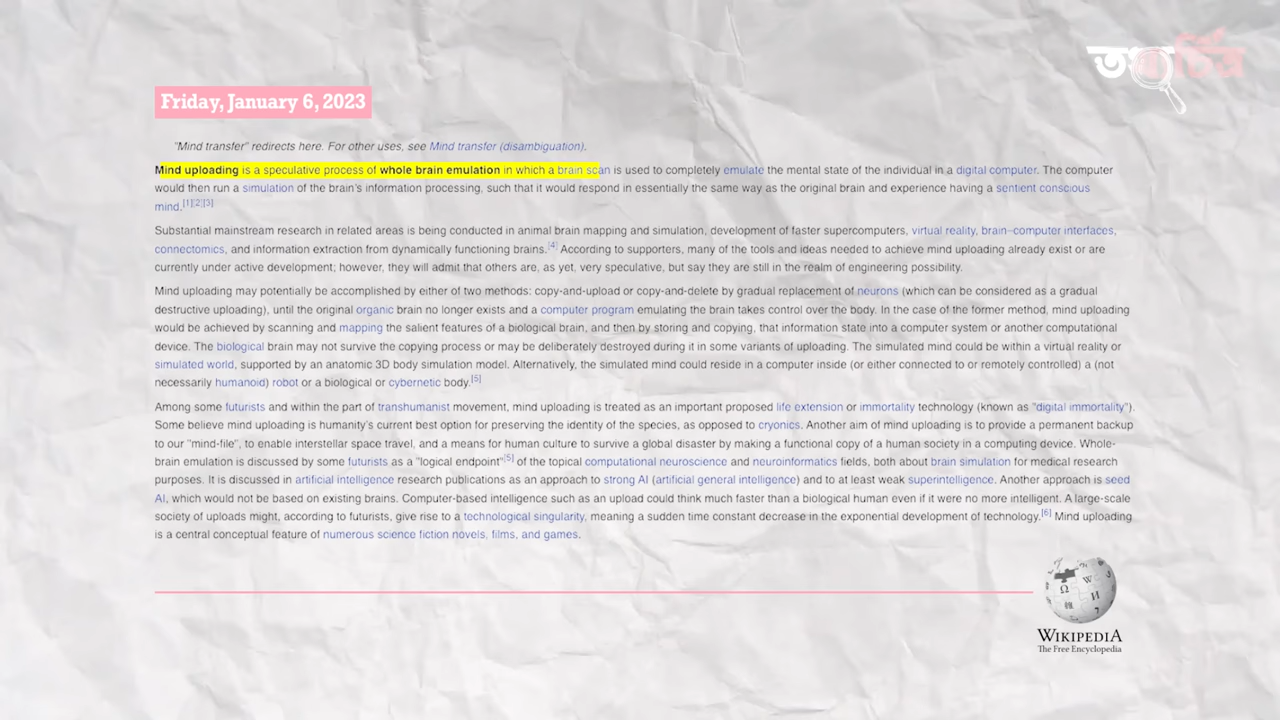 তথ্যচিত্র
Friday, January 6, 2023
"Mind transfer" redirects here. For other uses, see Mind transfer (disambiguation).
Mind uploading is a speculative process of whole brain emulation in which a brain scan is used to completely emulate the mental state of the individual in a digital computer. The computer
would then run a simulation of the brain's information processing, such that it would respond in essentially the same way as the original brain and experience having a sentient conscious
mind.[1][2][3]
Substantial mainstream research in related areas is being conducted in animal brain mapping and simulation, development of faster supercomputers, virtual reality, brain–computer interfaces,
connectomics, and information extraction from dynamically functioning brains.[4] According to supporters, many of the tools and ideas needed to achieve mind uploading already exist or are
currently under active development; however, they will admit that others are, as yet, very speculative, but say they are still in the realm of engineering possibility.
Mind uploading may potentially be accomplished by either of two methods: copy-and-upload or copy-and-delete by gradual replacement of neurons (which can be considered as a gradual
destructive uploading), until the original organic brain no longer exists and a computer program emulating the brain takes control over the body. In the case of the former method, mind uploading
would be achieved by scanning and mapping the salient features of a biological brain, and then by storing and copying, that information state into a computer system or another computational
device. The biological brain may not survive the copying process or may be deliberately destroyed during it in some variants of uploading. The simulated mind could be within a virtual reality or
simulated world, supported by an anatomic 3D body simulation model. Alternatively, the simulated mind could reside in a computer inside (or either connected to or remotely controlled) a (not
necessarily humanoid) robot or a biological or cybernetic body.[5]
Among some futurists and within the part of transhumanist movement, mind uploading is treated as an important proposed life extension or immortality technology (known as "digital immortality").
Some believe mind uploading is humanity's current best option for preserving the identity of the species, as opposed to cryonics. Another aim of mind uploading is to provide a permanent backup
to our "mind-file", to enable interstellar space travel, and a means for human culture to survive a global disaster by making a functional copy of a human society in a computing device. Whole-
brain emulation is discussed by some futurists as a "logical endpoint"[5] of the topical computational neuroscience and neuroinformatics fields, both about brain simulation for medical research
purposes. It is discussed in artificial intelligence research publications as an approach to strong AI (artificial general intelligence) and to at least weak superintelligence. Another approach is seed
AI, which would not be based on existing brains. Computer-based intelligence such as an upload could think much faster than a biological human even if it were no more intelligent. A large-scale
society of uploads might, according to futurists, give rise to a technological singularity, meaning a sudden time constant decrease in the exponential development of technology.[6] Mind uploading
is a central conceptual feature of numerous science fiction novels, films, and games.
WIKIPEDIA
The Free Encyclopedia